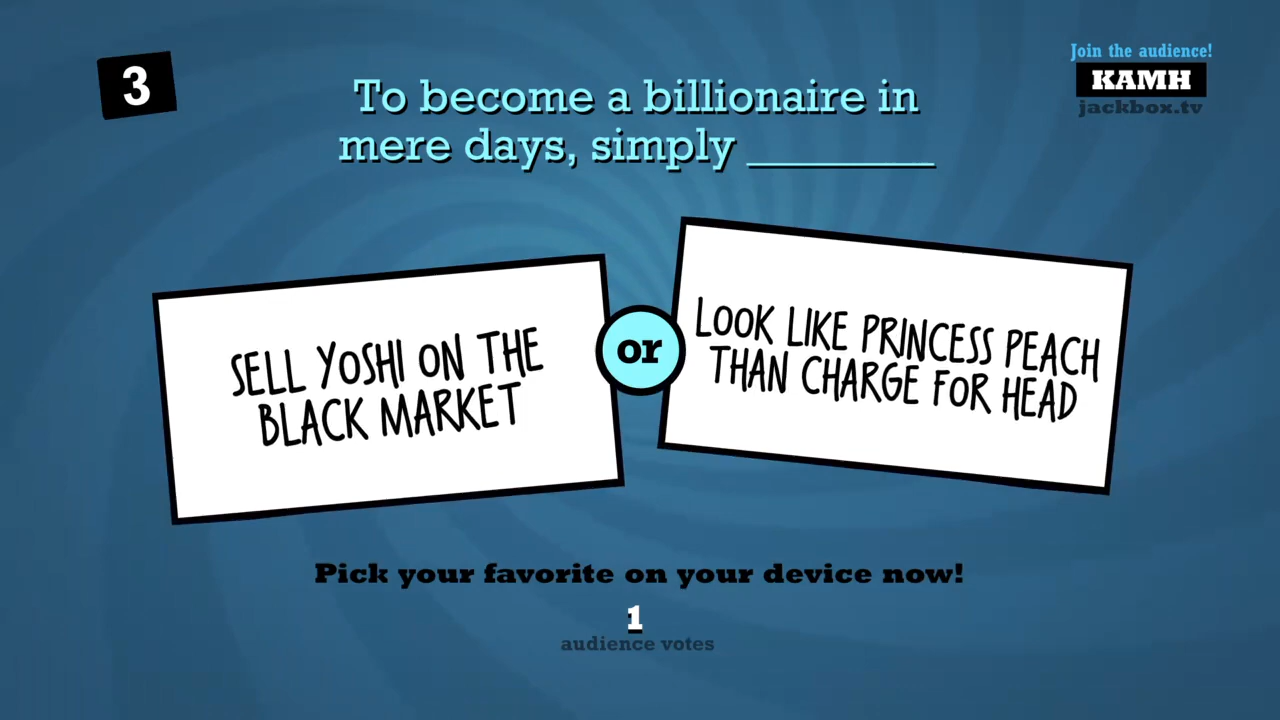 3
Join the audience!
KAMH
jackbox.tv
To become a billionaire in
mere days, simply ________
SELL YOSHI ON THE
BLACK MARKET
or
LOOK LIKE PRINCESS PEACH
THAN CHARGE FOR HEAD
Pick your favorite on your device now!
1
audience votes